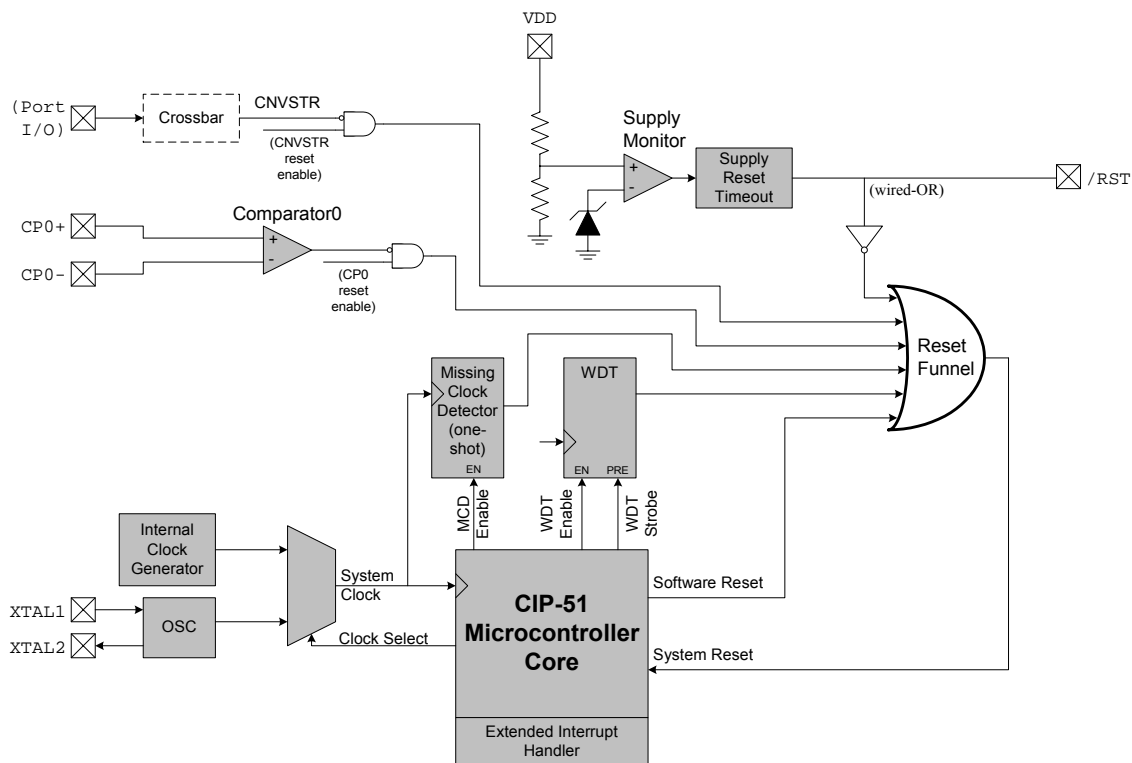 VDD
(Port
I/O)
Crossbar
CNVSTR
(CNVSTR
reset
enable)
Supply
Monitor
+
-
Supply
Reset
Timeout
(wired-OR)
/RST
CP0+
CP0-
Comparator0
+
-
(CP0
reset
enable)
Reset
Funnel
Missing
Clock
Detector
(one-
shot)
EN
WDT
EN
PRE
MCD
Enable
WDT
Enable
WDT
Strobe
Internal
Clock
Generator
System
Clock
XTAL1
XTAL2
OSC
Clock Select
CIP-51
Microcontroller
Core
Software Reset
System Reset
Extended Interrupt
Handler